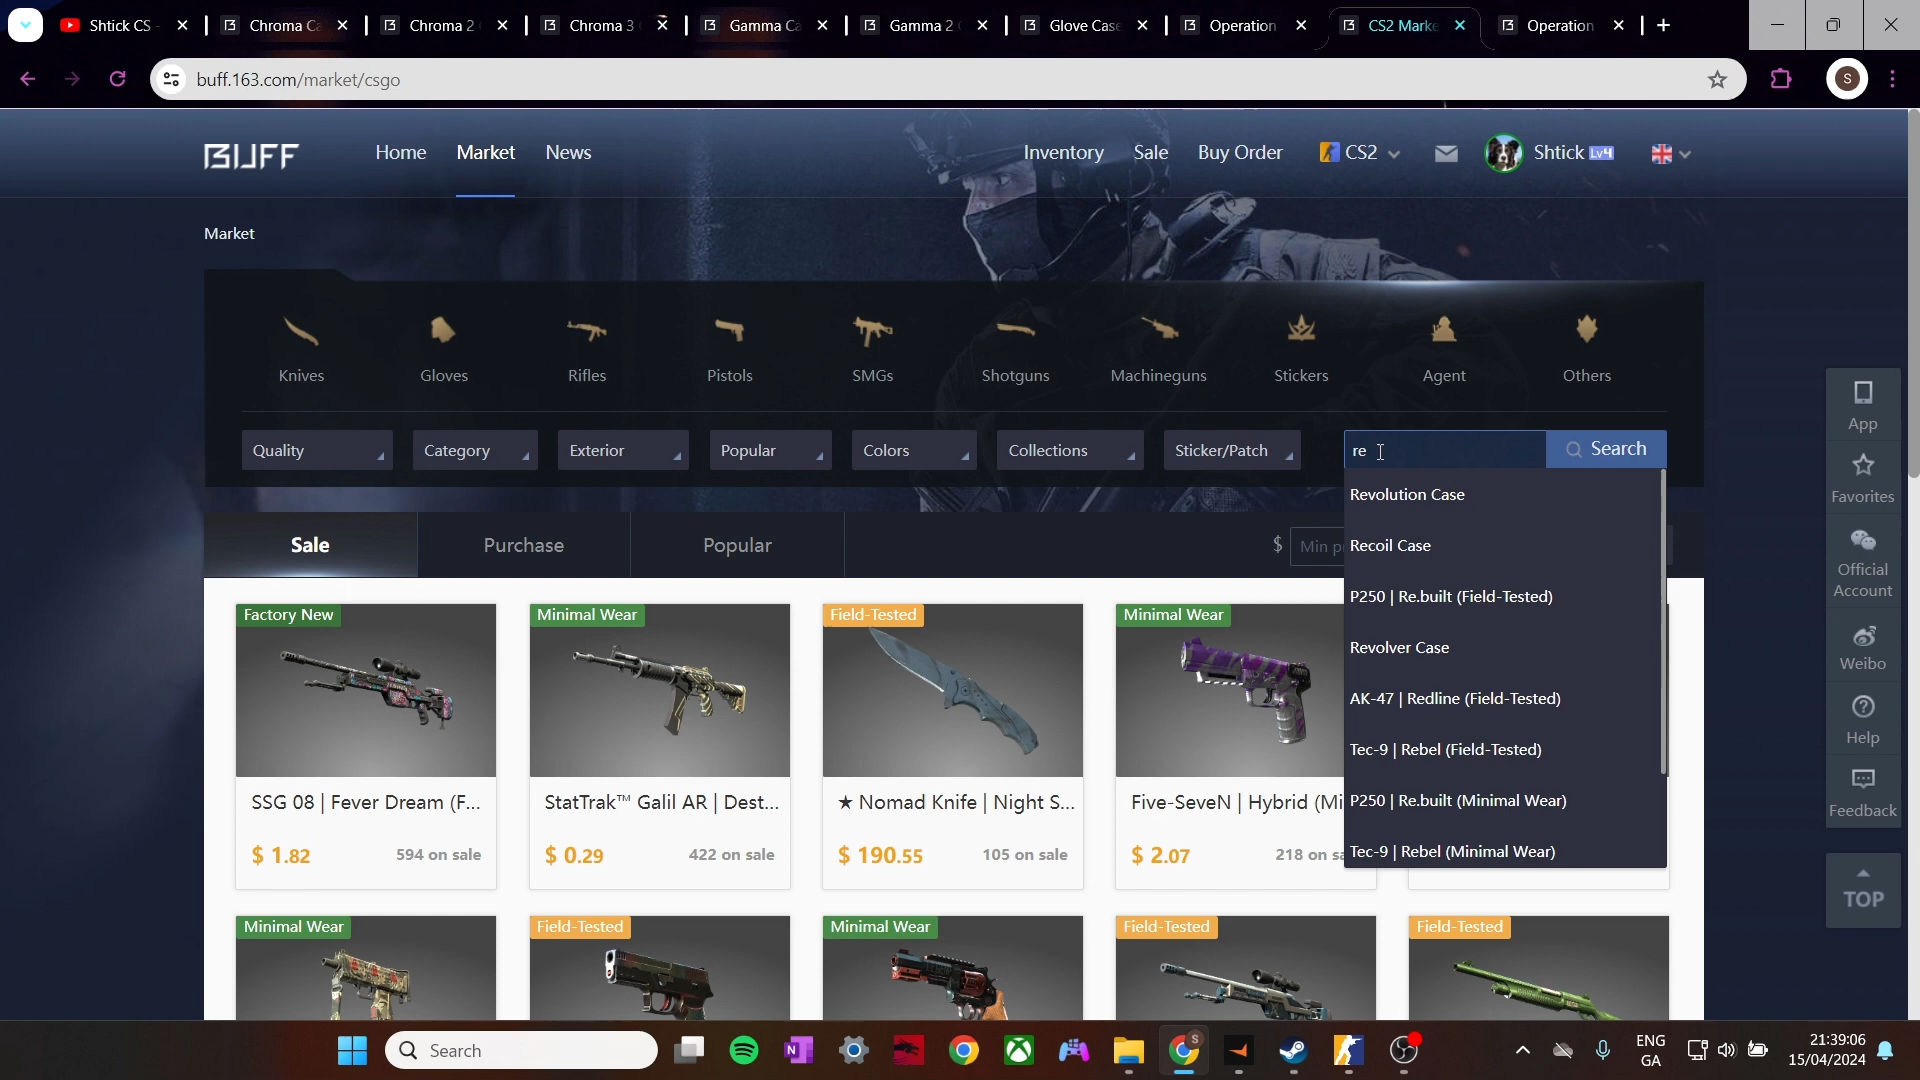 Shtick CS -
Chroma Ca
Chroma 2
Chroma 3
Gamma Ca
Gamma 2
Glove Case
Operation
CS2 Marke
Operation
buff.163.com/market/csgo
S
BUFF
Home
Market
News
Inventory
Sale
Buy Order
CS2
Shtick Lv4
Market
Knives
Gloves
Rifles
Pistols
SMGs
Shotguns
Machineguns
Stickers
Agent
Others
Quality
Category
Exterior
Popular
Colors
Collections
Sticker/Patch
re
Search
Revolution Case
Recoil Case
P250 | Re.built (Field-Tested)
Revolver Case
AK-47 | Redline (Field-Tested)
Tec-9 | Rebel (Field-Tested)
P250 | Re.built (Minimal Wear)
Tec-9 | Rebel (Minimal Wear)
Sale
Purchase
Popular
$
Min p
Factory New
SSG 08 | Fever Dream (F...
$ 1.82
594 on sale
Minimal Wear
StatTrak™ Galil AR | Dest...
$ 0.29
422 on sale
Field-Tested
★ Nomad Knife | Night S...
$ 190.55
105 on sale
Minimal Wear
Five-SeveN | Hybrid (Mi
$ 2.07
218 on sa
Minimal Wear
Field-Tested
Minimal Wear
Field-Tested
Field-Tested
App
Favorites
Official
Account
Weibo
Help
Feedback
TOP
Search
ENG
GA
21:39:06
15/04/2024